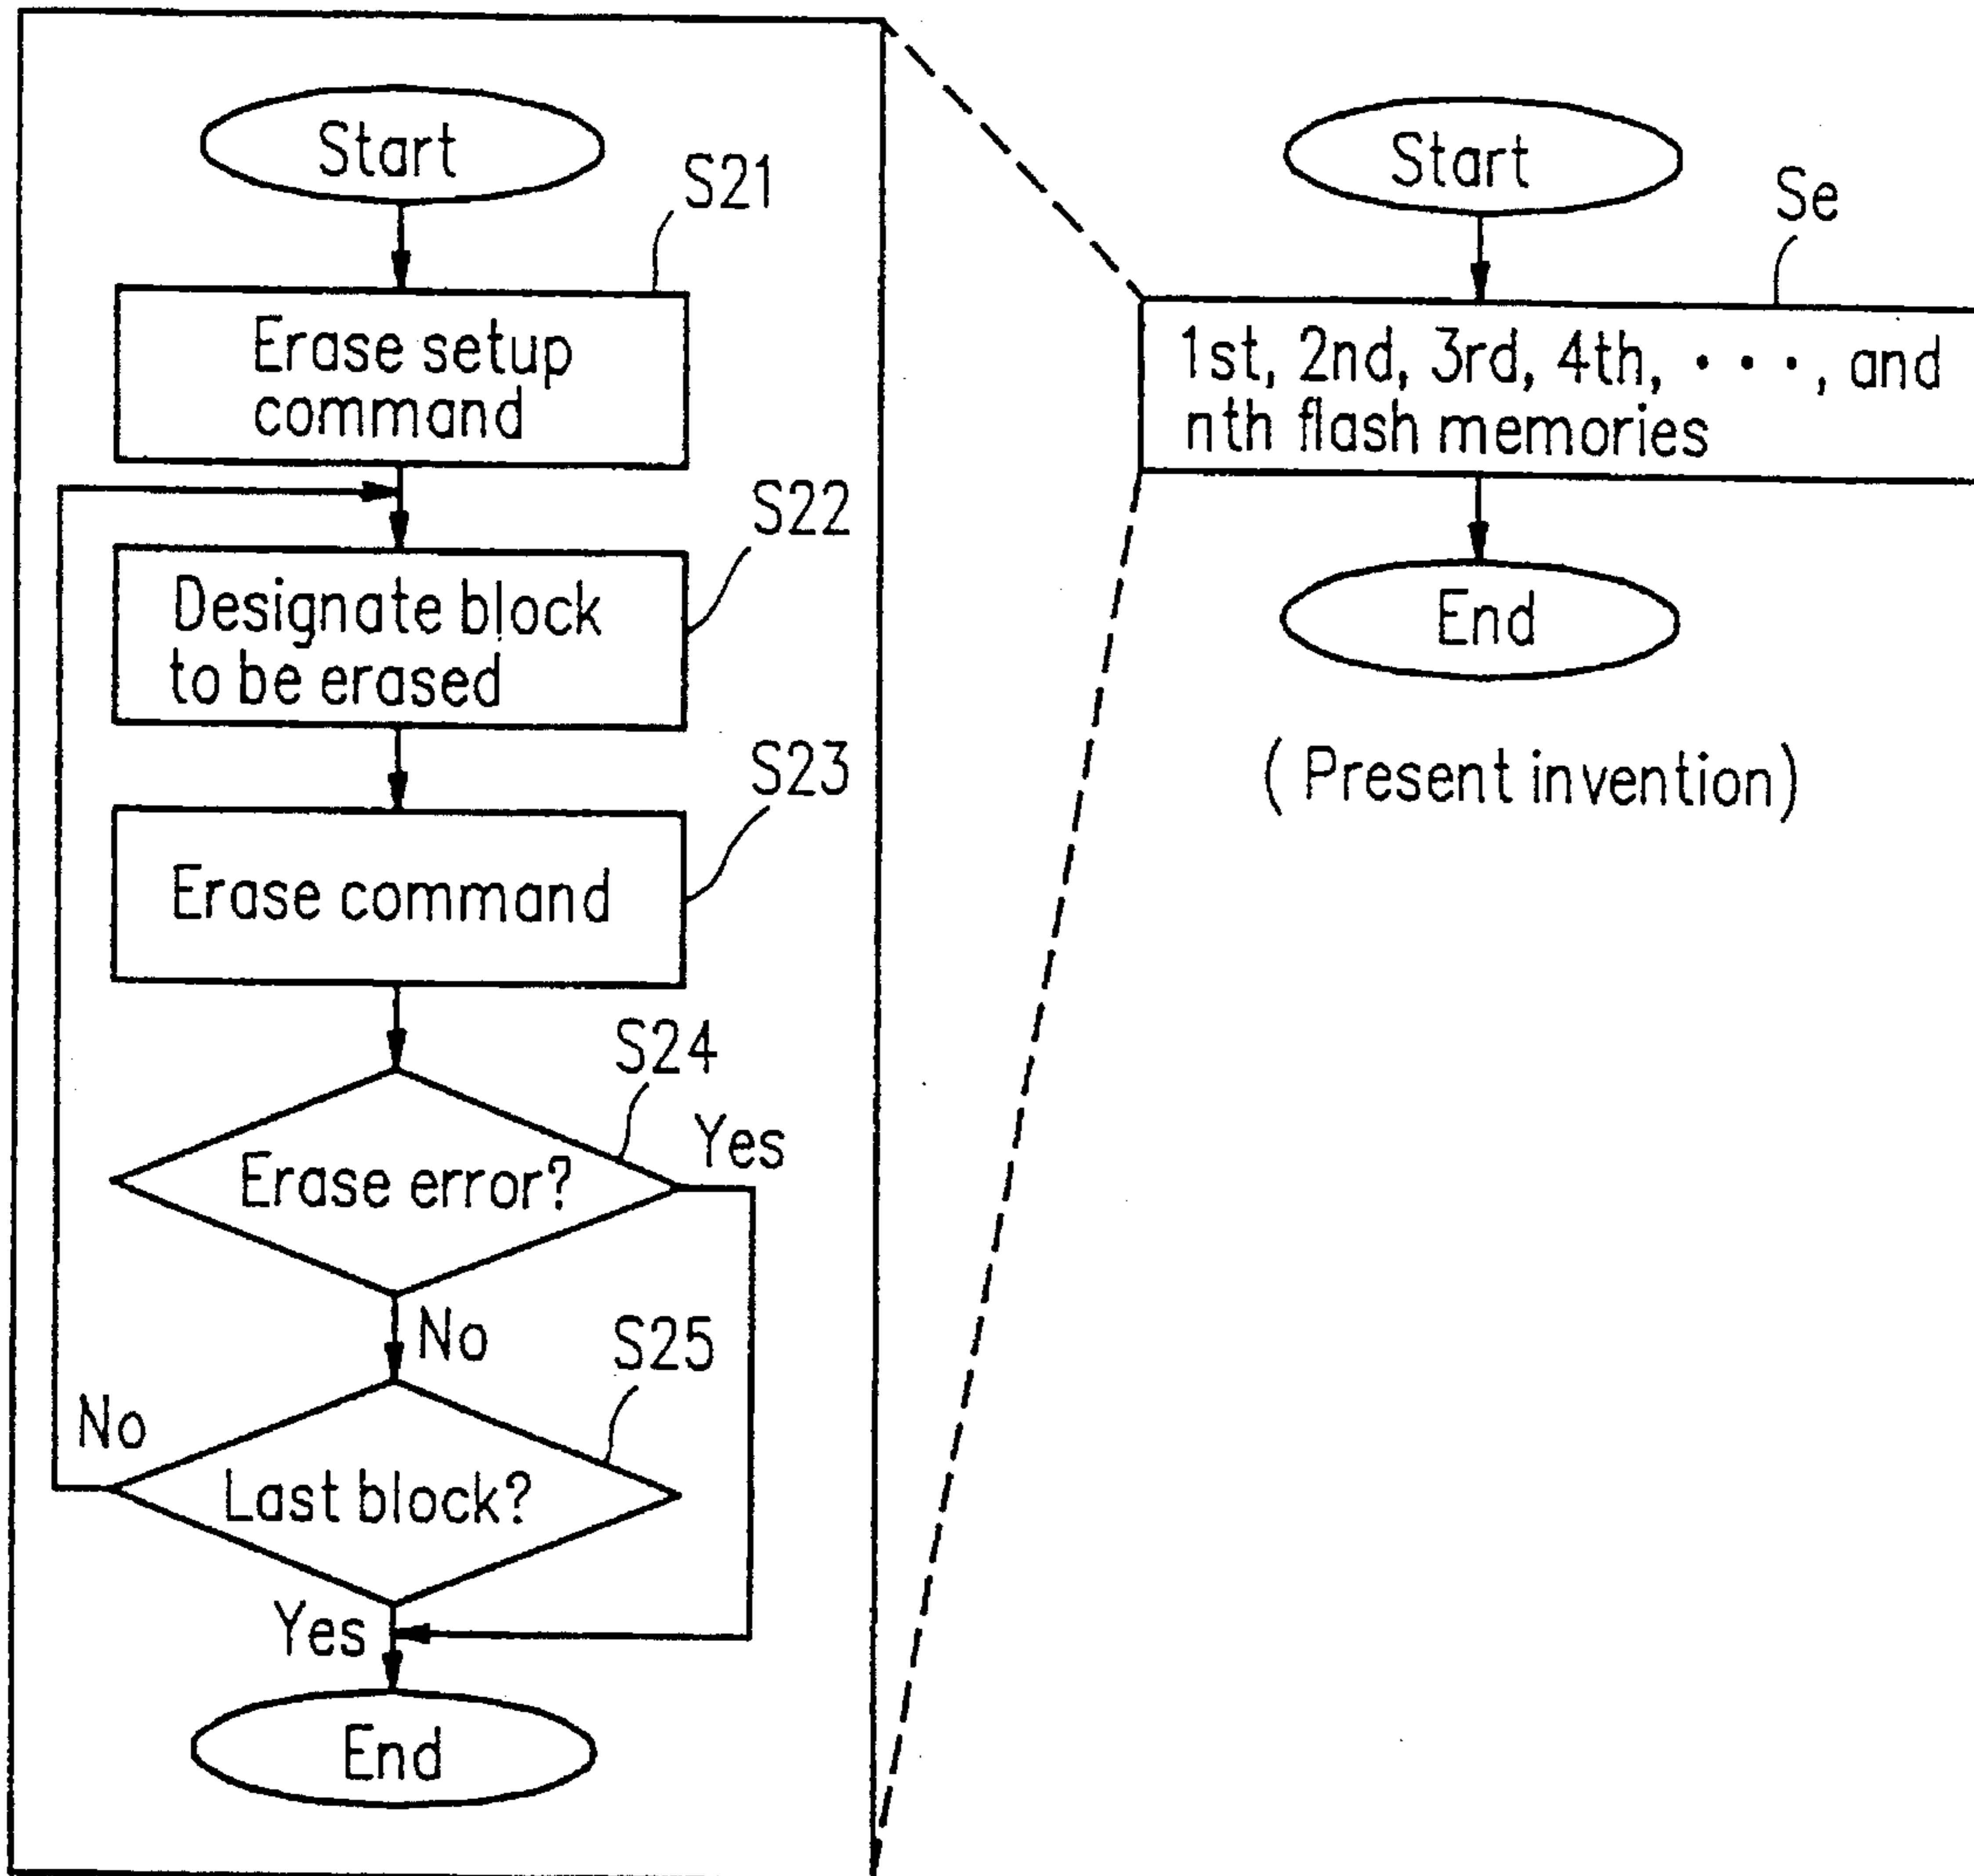 Start
S21
Erase setup
command
S22
Designate block
to be erased
S23
Erase command
S24
Erase error?
Yes
No
S25
Last block?
No
Yes
End
Start
Se
1st, 2nd, 3rd, 4th, • • •, and
nth flash memories
End
( Present invention)